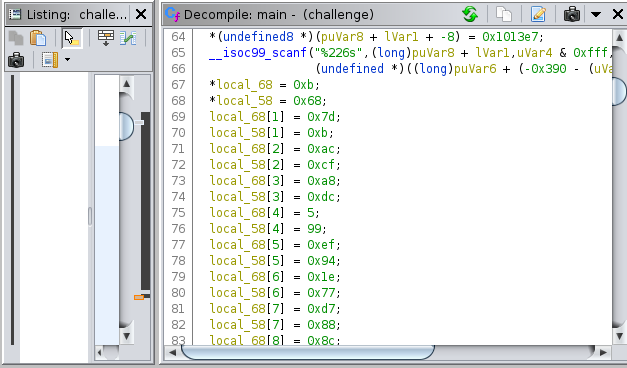 Listing: challe...
Decompile: main - (challenge)
64 *(undefined8 *)(puVar8 + lVar1 + -8) = 0x1013e7;
65 __isoc99_scanf("%226s",(long)puVar8 + lVar1,uVar4 & 0xfff,
66 (undefined *)((long)puVar6 + (-0x390 - (uVa
67 *local_68 = 0xb;
68 *local_58 = 0x68;
69 local_68[1] = 0x7d;
70 local_58[1] = 0xb;
71 local_68[2] = 0xac;
72 local_58[2] = 0xcf;
73 local_68[3] = 0xa8;
74 local_58[3] = 0xdc;
75 local_68[4] = 5;
76 local_58[4] = 99;
77 local_68[5] = 0xef;
78 local_58[5] = 0x94;
79 local_68[6] = 0x1e;
80 local_58[6] = 0x77;
81 local_68[7] = 0xd7;
82 local_58[7] = 0x88;
83 local_68[8] = 0x8c;